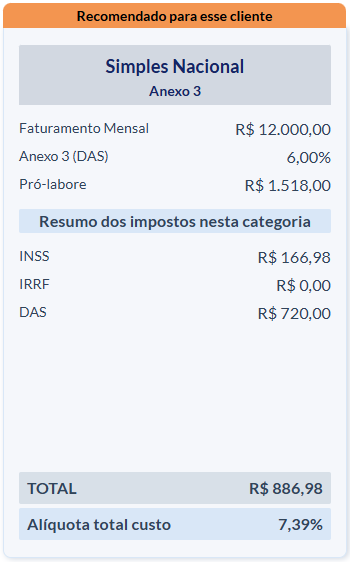 Recomendado para esse cliente
Simples Nacional
Anexo 3
Faturamento Mensal R$ 12.000,00
Anexo 3 (DAS) 6,00%
Pró-labore R$ 1.518,00
Resumo dos impostos nesta categoria
INSS R$ 166,98
IRRF R$ 0,00
DAS R$ 720,00
TOTAL R$ 886,98
Alíquota total custo 7,39%